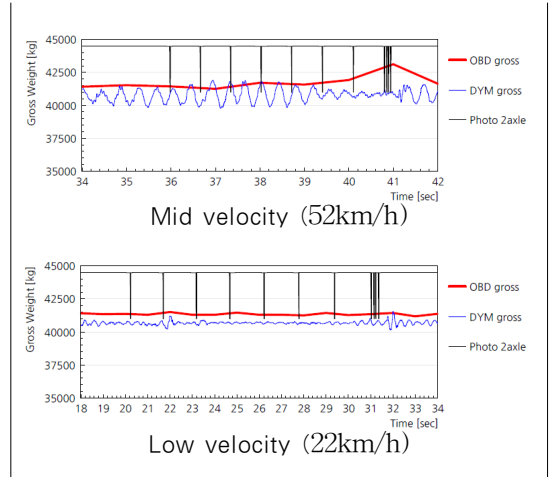 45000
42500
40000
37500
35000
Gross Weight [kg]
34 35 36 37 38 39 40 41 42
Time [sec]
OBD gross
DYM gross
Photo 2axle
Mid velocity (52km/h)
45000
42500
40000
37500
35000
Gross Weight [kg]
18 19 20 21 22 23 24 25 26 27 28 29 30 31 32 33 34
Time [sec]
OBD gross
DYM gross
Photo 2axle
Low velocity (22km/h)